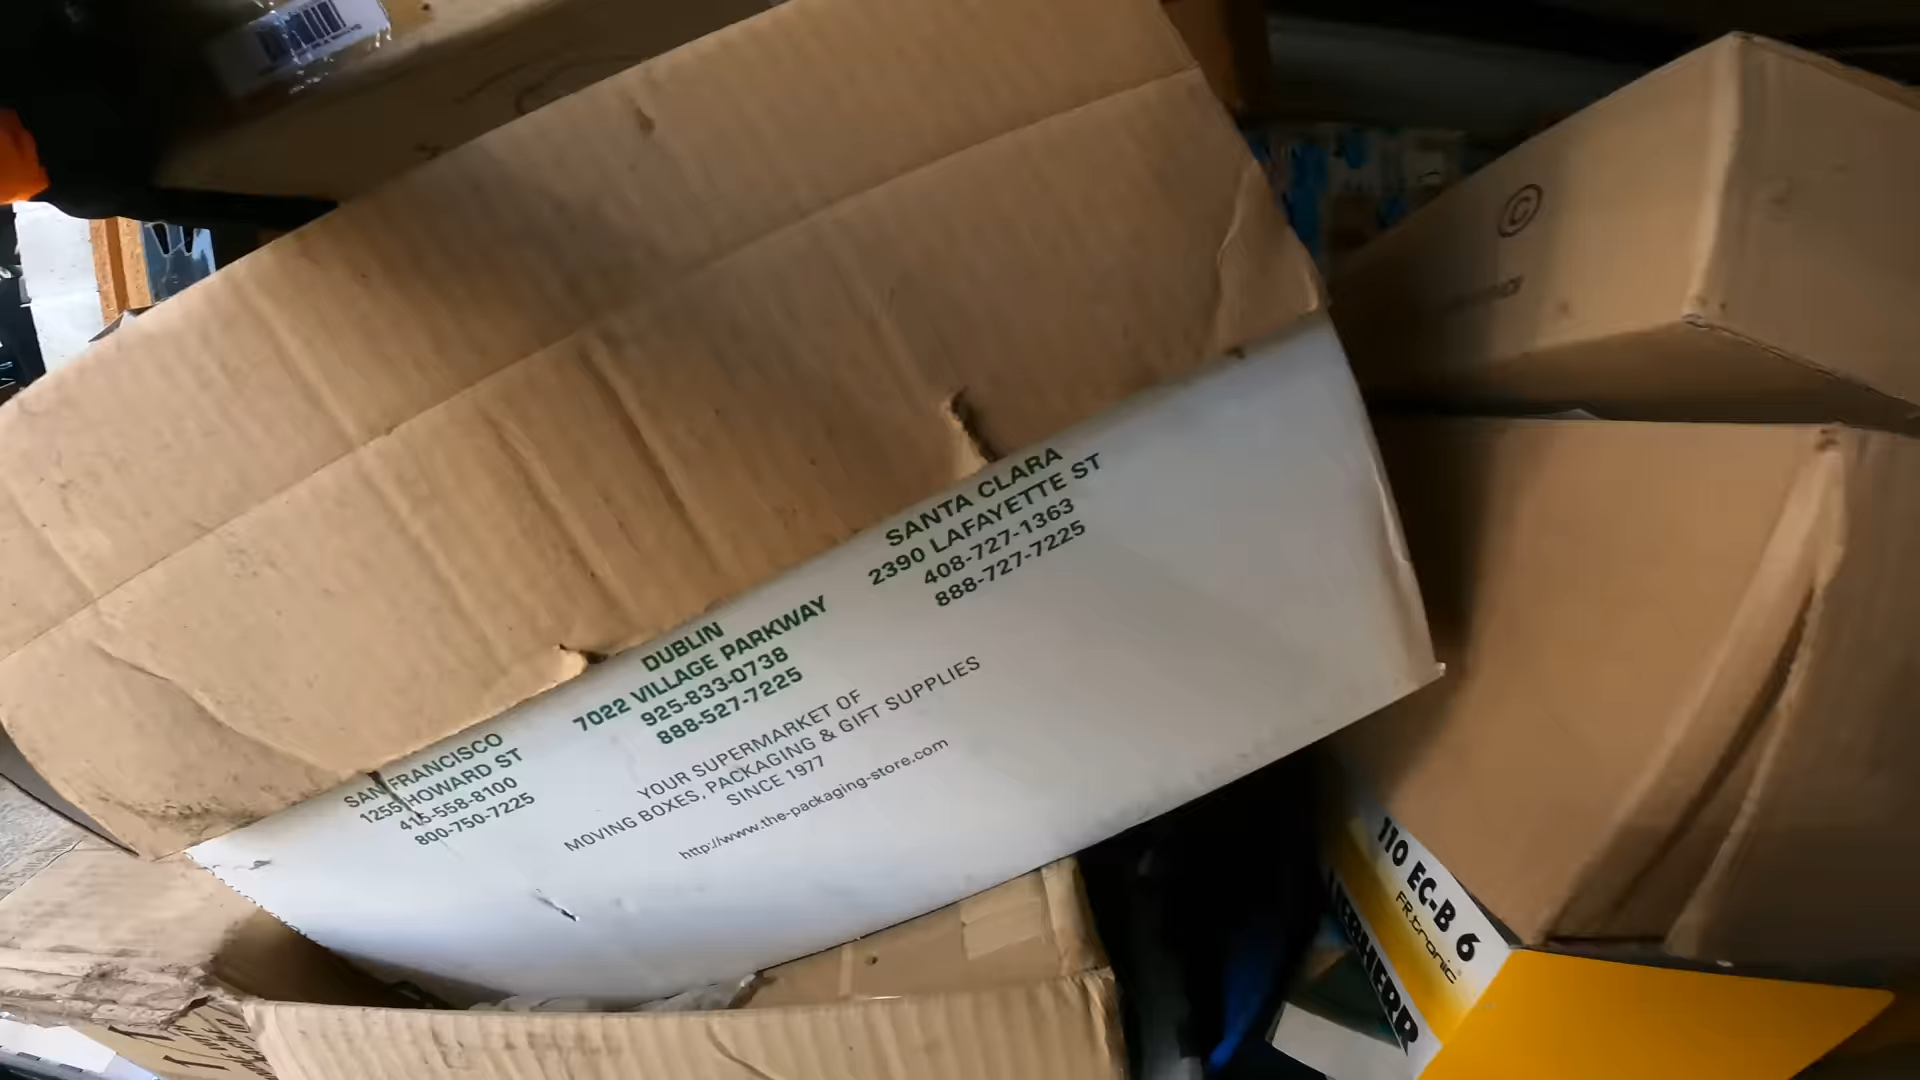 SANTA CLARA
2390 LAFAYETTE ST
408-727-1363
888-727-7225
DUBLIN
7022 VILLAGE PARKWAY
925-833-0738
888-527-7225
SAN FRANCISCO
1255 HOWARD ST
415-558-8100
800-750-7225
YOUR SUPERMARKET OF
MOVING BOXES, PACKAGING & GIFT SUPPLIES
SINCE 1977
http://www.the-packaging-store.com
©
110 EC-B 6
FR.tronic®
LIEBHERR